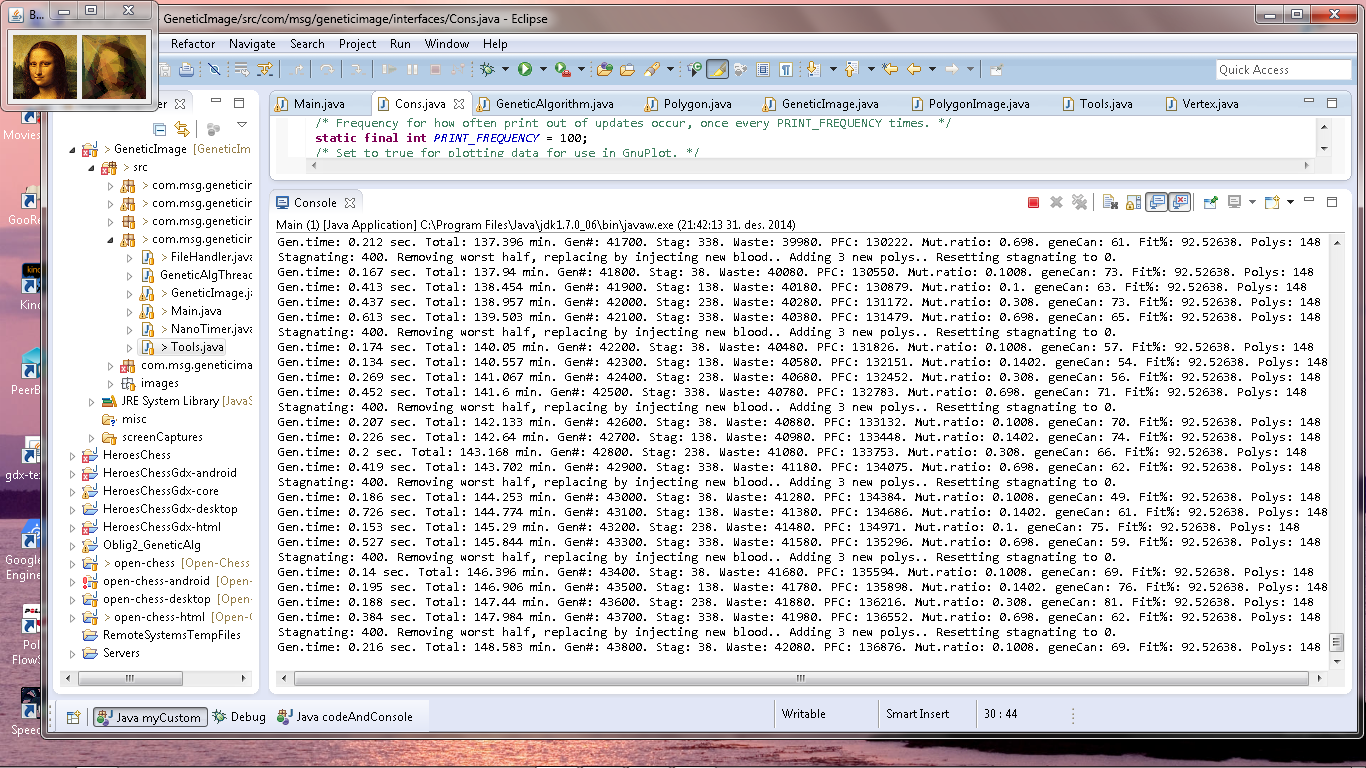 B...
GeneticImage/src/com/msg/geneticimage/interfaces/Cons.java - Eclipse
Refactor Navigate Search Project Run Window Help
Quick Access
Main.java Cons.java GeneticAlgorithm.java Polygon.java GeneticImage.java PolygonImage.java Tools.java Vertex.java
/* Frequency for how often print out of updates occur, once every PRINT_FREQUENCY times. */
static final int PRINT_FREQUENCY = 100;
/* Set to true for plotting data for use in GnuPlot. */
Movies
GooRe
Kin
PeerB
gdx-te
Google
Engine
Pol
FlowS
Speec
> GeneticImage [GeneticIm
> src
> com.msg.geneticir
> com.msg.geneticir
> com.msg.geneticir
> com.msg.geneticir
> FileHandler.java
GeneticAlgThread
> GeneticImage.ja
> Main.java
> NanoTimer.java
> Tools.java
com.msg.geneticima
images
JRE System Library [JavaS
misc
screenCaptures
HeroesChess
HeroesChessGdx-android
HeroesChessGdx-core
HeroesChessGdx-desktop
HeroesChessGdx-html
Oblig2_GeneticAlg
> open-chess [Open-Chess
open-chess-android [Open-
open-chess-desktop [Open-
> open-chess-html [Open-C
RemoteSystemsTempFiles
Servers
Console
Main (1) [Java Application] C:\Program Files\Java\jdk1.7.0_06\bin\javaw.exe (21:42:13 31. des. 2014)
Gen.time: 0.212 sec. Total: 137.396 min. Gen#: 41700. Stag: 338. Waste: 39980. PFC: 130222. Mut.ratio: 0.698. geneCan: 61. Fit%: 92.52638. Polys: 148
Stagnating: 400. Removing worst half, replacing by injecting new blood.. Adding 3 new polys.. Resetting stagnating to 0.
Gen.time: 0.167 sec. Total: 137.94 min. Gen#: 41800. Stag: 38. Waste: 40080. PFC: 130550. Mut.ratio: 0.1008. geneCan: 73. Fit%: 92.52638. Polys: 148
Gen.time: 0.413 sec. Total: 138.454 min. Gen#: 41900. Stag: 138. Waste: 40180. PFC: 130879. Mut.ratio: 0.1. geneCan: 63. Fit%: 92.52638. Polys: 148
Gen.time: 0.437 sec. Total: 138.957 min. Gen#: 42000. Stag: 238. Waste: 40280. PFC: 131172. Mut.ratio: 0.308. geneCan: 73. Fit%: 92.52638. Polys: 148
Gen.time: 0.613 sec. Total: 139.503 min. Gen#: 42100. Stag: 338. Waste: 40380. PFC: 131479. Mut.ratio: 0.698. geneCan: 65. Fit%: 92.52638. Polys: 148
Stagnating: 400. Removing worst half, replacing by injecting new blood.. Adding 3 new polys.. Resetting stagnating to 0.
Gen.time: 0.174 sec. Total: 140.05 min. Gen#: 42200. Stag: 38. Waste: 40480. PFC: 131826. Mut.ratio: 0.1008. geneCan: 57. Fit%: 92.52638. Polys: 148
Gen.time: 0.134 sec. Total: 140.557 min. Gen#: 42300. Stag: 138. Waste: 40580. PFC: 132151. Mut.ratio: 0.1402. geneCan: 54. Fit%: 92.52638. Polys: 148
Gen.time: 0.269 sec. Total: 141.067 min. Gen#: 42400. Stag: 238. Waste: 40680. PFC: 132452. Mut.ratio: 0.308. geneCan: 56. Fit%: 92.52638. Polys: 148
Gen.time: 0.452 sec. Total: 141.6 min. Gen#: 42500. Stag: 338. Waste: 40780. PFC: 132783. Mut.ratio: 0.698. geneCan: 71. Fit%: 92.52638. Polys: 148
Stagnating: 400. Removing worst half, replacing by injecting new blood.. Adding 3 new polys.. Resetting stagnating to 0.
Gen.time: 0.207 sec. Total: 142.133 min. Gen#: 42600. Stag: 38. Waste: 40880. PFC: 133132. Mut.ratio: 0.1008. geneCan: 70. Fit%: 92.52638. Polys: 148
Gen.time: 0.226 sec. Total: 142.64 min. Gen#: 42700. Stag: 138. Waste: 40980. PFC: 133448. Mut.ratio: 0.1402. geneCan: 74. Fit%: 92.52638. Polys: 148
Gen.time: 0.2 sec. Total: 143.168 min. Gen#: 42800. Stag: 238. Waste: 41080. PFC: 133753. Mut.ratio: 0.308. geneCan: 66. Fit%: 92.52638. Polys: 148
Gen.time: 0.419 sec. Total: 143.702 min. Gen#: 42900. Stag: 338. Waste: 41180. PFC: 134075. Mut.ratio: 0.698. geneCan: 62. Fit%: 92.52638. Polys: 148
Stagnating: 400. Removing worst half, replacing by injecting new blood.. Adding 3 new polys.. Resetting stagnating to 0.
Gen.time: 0.186 sec. Total: 144.253 min. Gen#: 43000. Stag: 38. Waste: 41280. PFC: 134384. Mut.ratio: 0.1008. geneCan: 49. Fit%: 92.52638. Polys: 148
Gen.time: 0.726 sec. Total: 144.774 min. Gen#: 43100. Stag: 138. Waste: 41380. PFC: 134686. Mut.ratio: 0.1402. geneCan: 61. Fit%: 92.52638. Polys: 148
Gen.time: 0.153 sec. Total: 145.29 min. Gen#: 43200. Stag: 238. Waste: 41480. PFC: 134971. Mut.ratio: 0.1. geneCan: 75. Fit%: 92.52638. Polys: 148
Gen.time: 0.527 sec. Total: 145.844 min. Gen#: 43300. Stag: 338. Waste: 41580. PFC: 135296. Mut.ratio: 0.698. geneCan: 59. Fit%: 92.52638. Polys: 148
Stagnating: 400. Removing worst half, replacing by injecting new blood.. Adding 3 new polys.. Resetting stagnating to 0.
Gen.time: 0.14 sec. Total: 146.396 min. Gen#: 43400. Stag: 38. Waste: 41680. PFC: 135594. Mut.ratio: 0.1008. geneCan: 69. Fit%: 92.52638. Polys: 148
Gen.time: 0.195 sec. Total: 146.906 min. Gen#: 43500. Stag: 138. Waste: 41780. PFC: 135898. Mut.ratio: 0.1402. geneCan: 76. Fit%: 92.52638. Polys: 148
Gen.time: 0.188 sec. Total: 147.44 min. Gen#: 43600. Stag: 238. Waste: 41880. PFC: 136216. Mut.ratio: 0.308. geneCan: 81. Fit%: 92.52638. Polys: 148
Gen.time: 0.384 sec. Total: 147.984 min. Gen#: 43700. Stag: 338. Waste: 41980. PFC: 136552. Mut.ratio: 0.698. geneCan: 62. Fit%: 92.52638. Polys: 148
Stagnating: 400. Removing worst half, replacing by injecting new blood.. Adding 3 new polys.. Resetting stagnating to 0.
Gen.time: 0.216 sec. Total: 148.583 min. Gen#: 43800. Stag: 38. Waste: 42080. PFC: 136876. Mut.ratio: 0.1008. geneCan: 69. Fit%: 92.52638. Polys: 148
Java myCustom Debug Java codeAndConsole
Writable Smart Insert 30 : 44